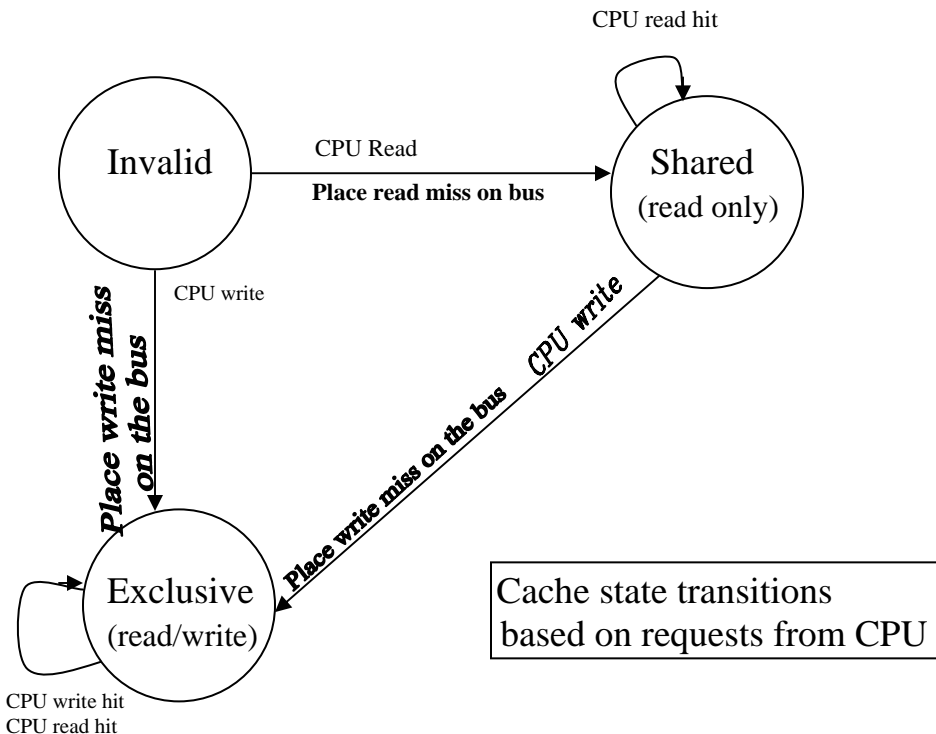 CPU read hit
Invalid
CPU Read
Place read miss on bus
Shared
(read only)
CPU write
Place write miss
on the bus
CPU write
Place write miss on the bus
Exclusive
(read/write)
CPU write hit
CPU read hit
Cache state transitions
based on requests from CPU